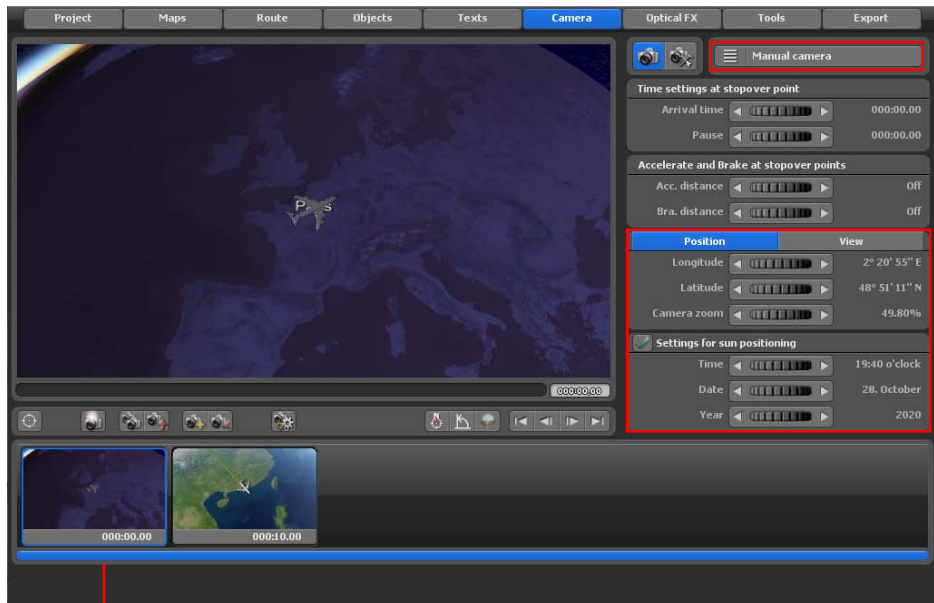 Project Maps Route Objects Texts Camera Optical FX Tools Export
Manual camera
Time settings at stopover point
Arrival time 000:00.00
Pause 000:00.00
Accelerate and Brake at stopover points
Acc. distance Off
Bra. distance Off
Position View
Longitude 2° 20' 55" E
Latitude 48° 51' 11" N
Camera zoom 49.80%
Settings for sun positioning
Time 19:40 o'clock
Date 28. October
Year 2020
000:00.00
N
000:00.00 000:10.00